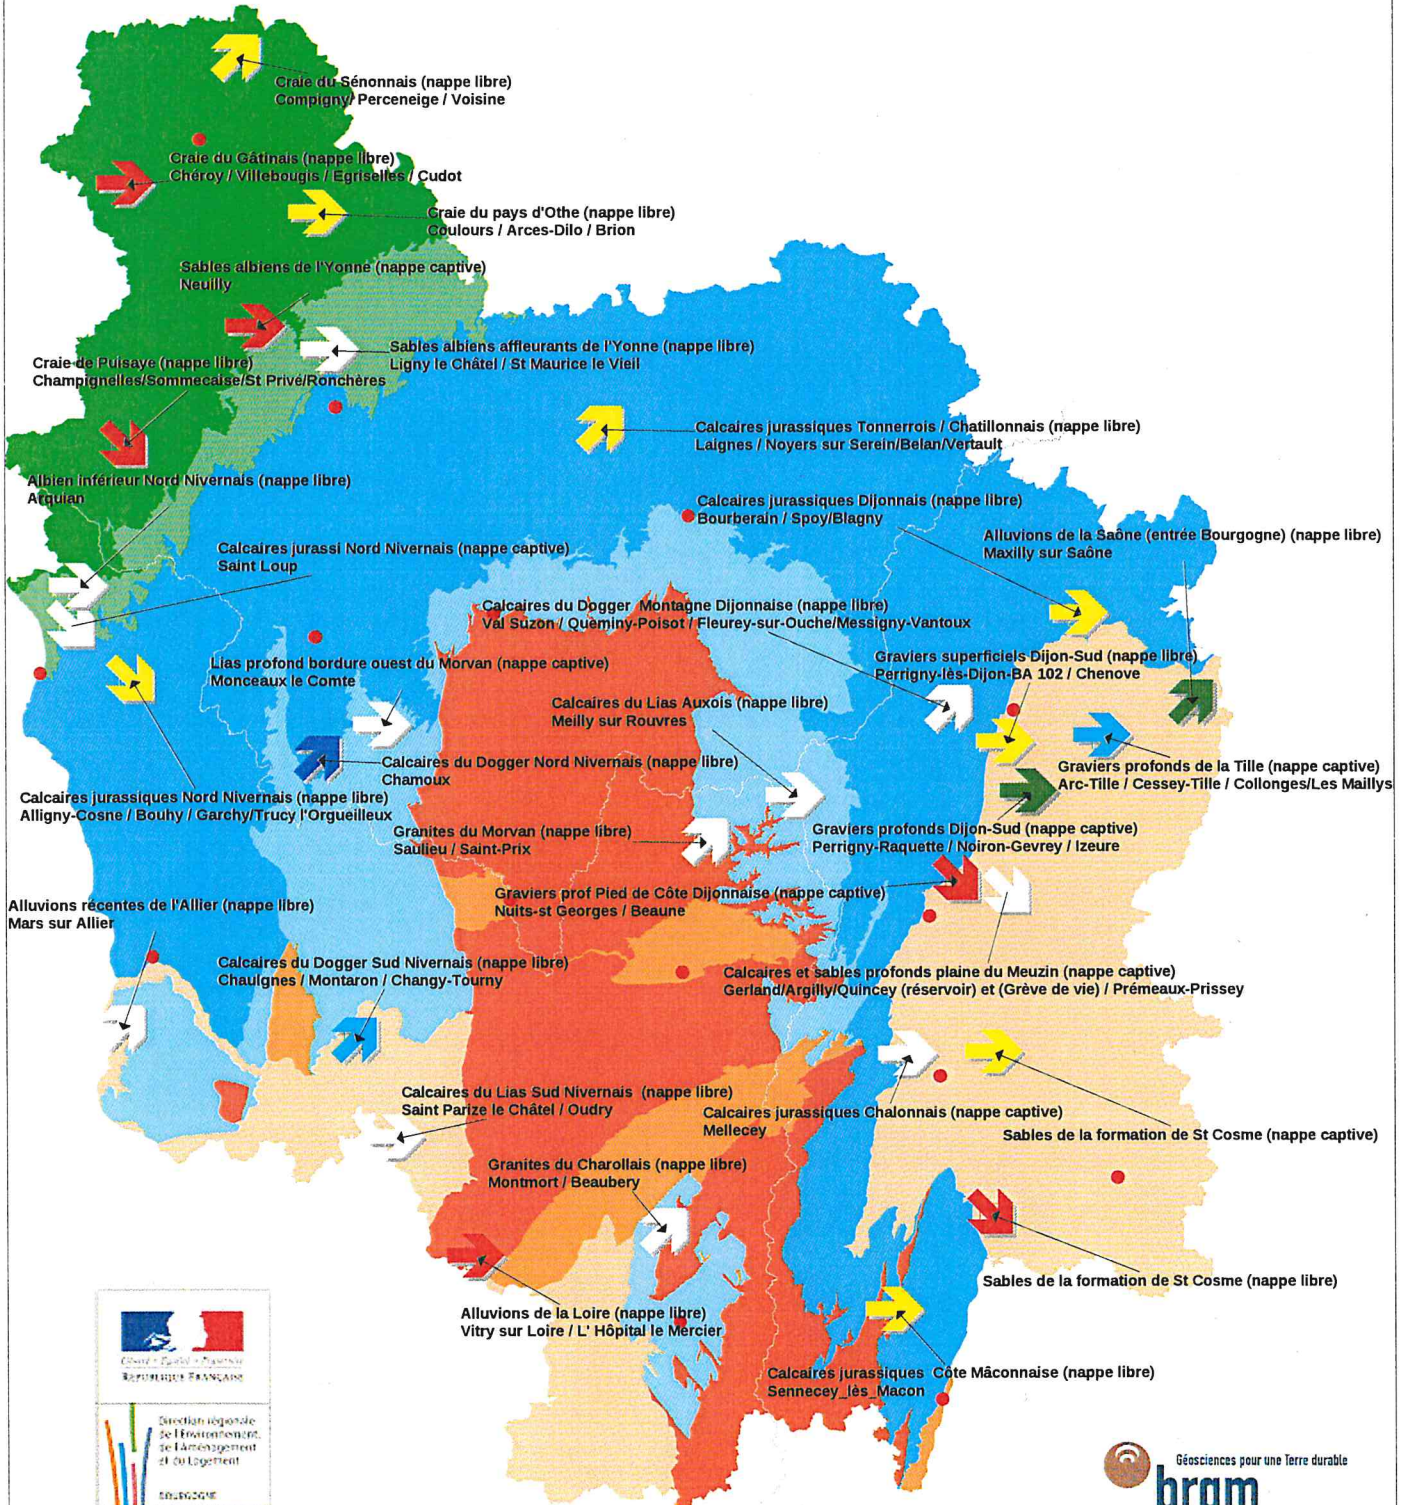 Craie du Sénonnais (nappe libre)
Compigny/ Perceneige / Voisine
Craie du Gâtinais (nappe libre)
Chéroy / Villebougis / Egriselles / Cudot
Craie du pays d'Othe (nappe libre)
Coulours / Arces-Dilo / Brion
Sables albiens de l'Yonne (nappe captive)
Neuilly
Sables albiens affleurants de l'Yonne (nappe libre)
Ligny le Châtel / St Maurice le Vieil
Craie de Puisaye (nappe libre)
Champignelles/Sommecaise/St Privé/Ronchères
Calcaires jurassiques Tonnerrois / Chatillonnais (nappe libre)
Laignes / Noyers sur Serein/Belan/Vertault
Albien inférieur Nord Nivernais (nappe libre)
Arquian
Calcaires jurassiques Dijonnais (nappe libre)
Bourberain / Spoy/Blagny
Alluvions de la Saône (entrée Bourgogne) (nappe libre)
Maxilly sur Saône
Calcaires jurassi Nord Nivernais (nappe captive)
Saint Loup
Calcaires du Dogger Montagne Dijonnaise (nappe libre)
Val Suzon / Quèminy-Poisot / Fleurey-sur-Ouche/Messigny-Vantoux
Lias profond bordure ouest du Morvan (nappe captive)
Monceaux le Comte
Graviers superficiels Dijon-Sud (nappe libre)
Perrigny-lès-Dijon-BA 102 / Chenove
Calcaires du Lias Auxois (nappe libre)
Meilly sur Rouvres
Calcaires du Dogger Nord Nivernais (nappe libre)
Chamoux
Graviers profonds de la Tille (nappe captive)
Arc-Tille / Cessey-Tille / Collonges/Les Maillys
Calcaires jurassiques Nord Nivernais (nappe libre)
Alligny-Cosne / Bouhy / Garchy/Trucy l'Orgueilleux
Granites du Morvan (nappe libre)
Saulieu / Saint-Prix
Graviers profonds Dijon-Sud (nappe captive)
Perrigny-Raquette / Noiron-Gevrey / Izeure
Graviers prof Pied de Côte Dijonnaise (nappe captive)
Nuits-st Georges / Beaune
Alluvions récentes de l'Allier (nappe libre)
Mars sur Allier
Calcaires du Dogger Sud Nivernais (nappe libre)
Chaulgnes / Montaron / Changy-Tourny
Calcaires et sables profonds plaine du Meuzin (nappe captive)
Gerland/Argilly/Quincey (réservoir) et (Grève de vie) / Prémeaux-Prissey
Calcaires du Lias Sud Nivernais (nappe libre)
Saint Parize le Châtel / Oudry
Calcaires jurassiques Chalonnais (nappe captive)
Mellecey
Sables de la formation de St Cosme (nappe captive)
Granites du Charollais (nappe libre)
Montmort / Beaubery
Sables de la formation de St Cosme (nappe libre)
Alluvions de la Loire (nappe libre)
Vitry sur Loire / L' Hôpital le Mercier
Calcaires jurassiques Côte Mâconnaise (nappe libre)
Sennecey_lès_Macon
Liberté • Égalité • Fraternité
RÉPUBLIQUE FRANÇAISE
Direction régionale
de l'Environnement,
de l'Aménagement
et du Logement
BOURGOGNE
Géosciences pour une Terre durable
brgm